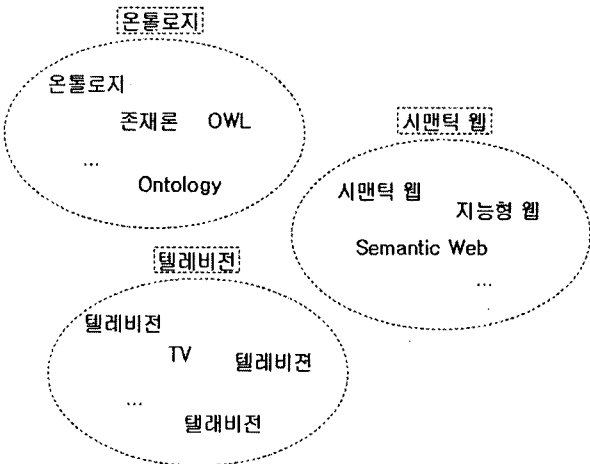 온톨로지
온톨로지
존재론 OWL
...
Ontology
시맨틱 웹
시맨틱 웹
지능형 웹
Semantic Web
...
텔레비전
텔레비전
TV 텔레비젼
...
탤래비전